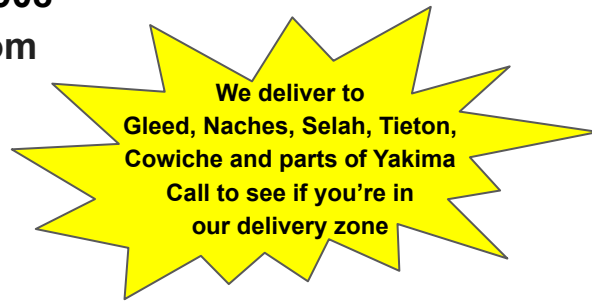 om
We deliver to
Gleed, Naches, Selah, Tieton,
Cowiche and parts of Yakima
Call to see if you're in
our delivery zone